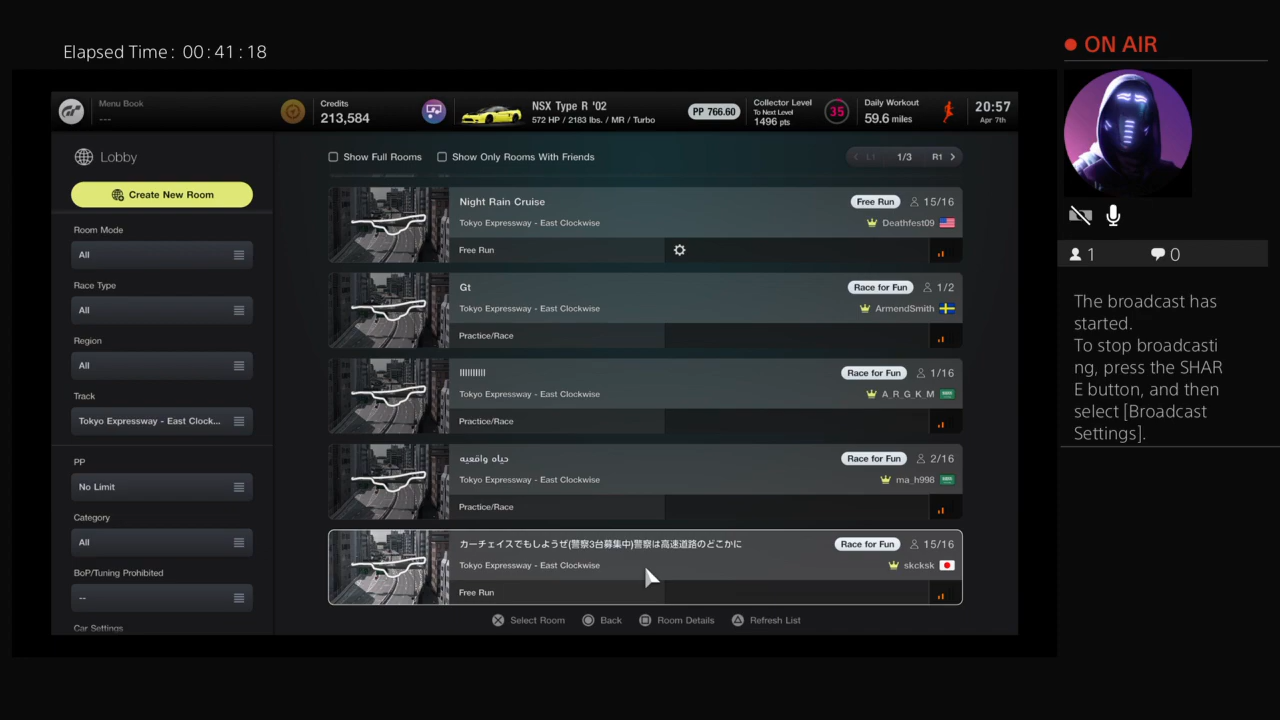 Elapsed Time: 00:41:18
ON AIR
Menu Book
---
Credits
213,584
NSX Type R '02
572 HP / 2183 lbs. / MR / Turbo
PP 766.60
Collector Level
To Next Level
1496 pts
35
Daily Workout
59.6 miles
20:57
Apr 7th
Lobby
Create New Room
Room Mode
All
Race Type
All
Region
All
Track
Tokyo Expressway - East Clock...
PP
No Limit
Category
All
BoP/Tuning Prohibited
--
Car Settings
Show Full Rooms
Show Only Rooms With Friends
L1 1/3 R1
Night Rain Cruise
Free Run 15/16
Tokyo Expressway - East Clockwise
Deathfest09
Free Run
Gt
Race for Fun 1/2
Tokyo Expressway - East Clockwise
ArmendSmith
Practice/Race
Race for Fun 1/16
Tokyo Expressway - East Clockwise
A_R_G_K_M
Practice/Race
حياه واقعيه
Race for Fun 2/16
Tokyo Expressway - East Clockwise
ma_h998
Practice/Race
カーチェイスでもしようぜ(警察3台募集中)警察は高速道路のどこかに
Race for Fun 15/16
Tokyo Expressway - East Clockwise
skcksk
Free Run
Select Room Back Room Details Refresh List
1 0
The broadcast has
started.
To stop broadcasti
ng, press the SHAR
E button, and then
select [Broadcast
Settings].